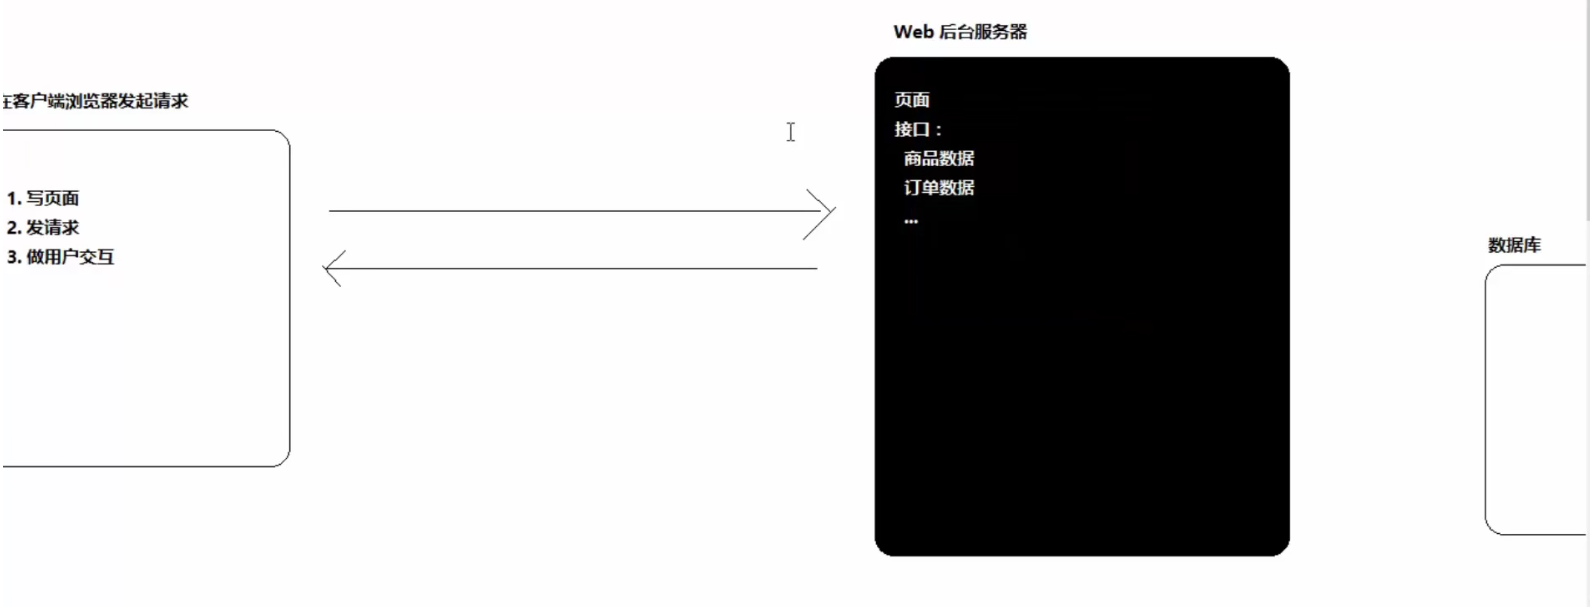 Web 后台服务器
在客户端浏览器发起请求
1. 写页面
2. 发请求
3. 做用户交互
页面
接口：
商品数据
订单数据
...
数据库